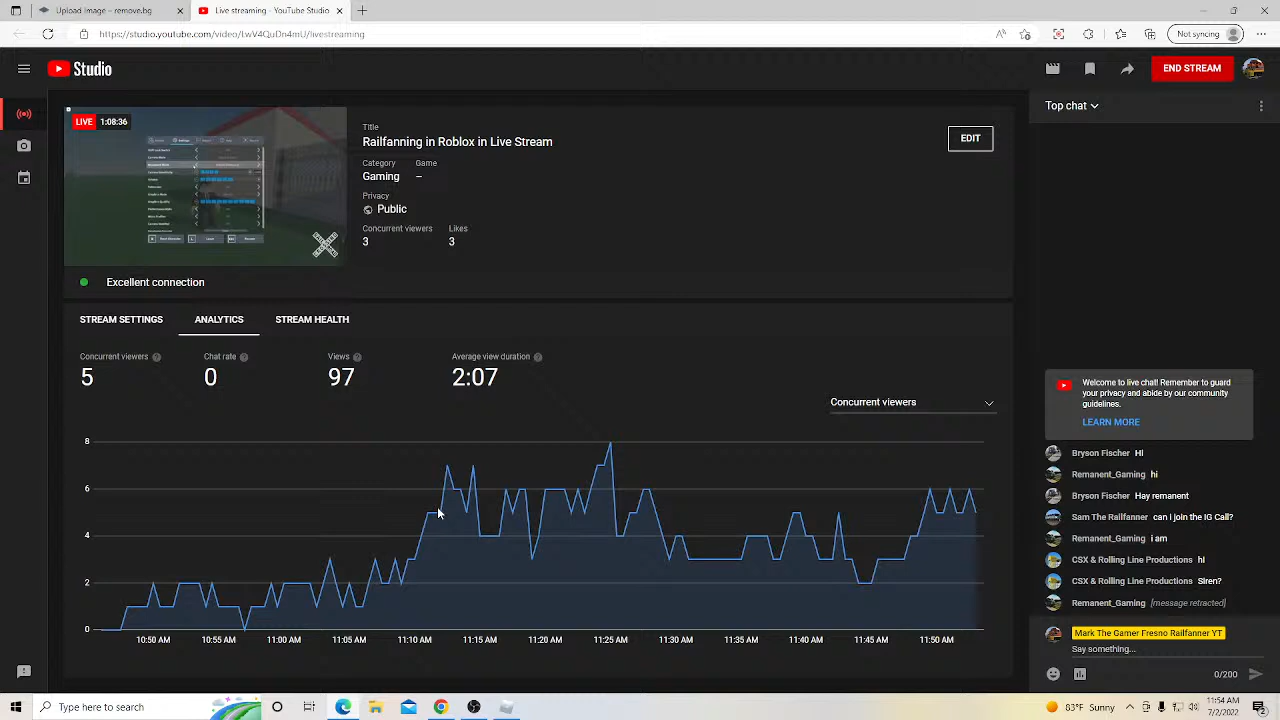 Upload Image – remove.bg
Live streaming - YouTube Studio
https://studio.youtube.com/video/LwV4QuDn4mU/livestreaming
Not syncing
Studio
END STREAM
LIVE 1:08:36
Title
Railfanning in Roblox in Live Stream
EDIT
Category Game
Gaming –
Privacy
Public
Concurrent viewers Likes
3 3
Excellent connection
STREAM SETTINGS ANALYTICS STREAM HEALTH
Concurrent viewers Chat rate Views Average view duration
5 0 97 2:07
Concurrent viewers
8
6
4
2
0
10:50 AM 10:55 AM 11:00 AM 11:05 AM 11:10 AM 11:15 AM 11:20 AM 11:25 AM 11:30 AM 11:35 AM 11:40 AM 11:45 AM 11:50 AM
Top chat
Welcome to live chat! Remember to guard
your privacy and abide by our community
guidelines.
LEARN MORE
Bryson Fischer Hi
Remanent_Gaming hi
Bryson Fischer Hay remanent
Sam The Railfanner can i join the IG Call?
Remanent_Gaming i am
CSX & Rolling Line Productions hI
CSX & Rolling Line Productions Siren?
Remanent_Gaming [message retracted]
Mark The Gamer Fresno Railfanner YT
Say something...
0/200
Type here to search
83°F Sunny
11:54 AM
7/2/2023